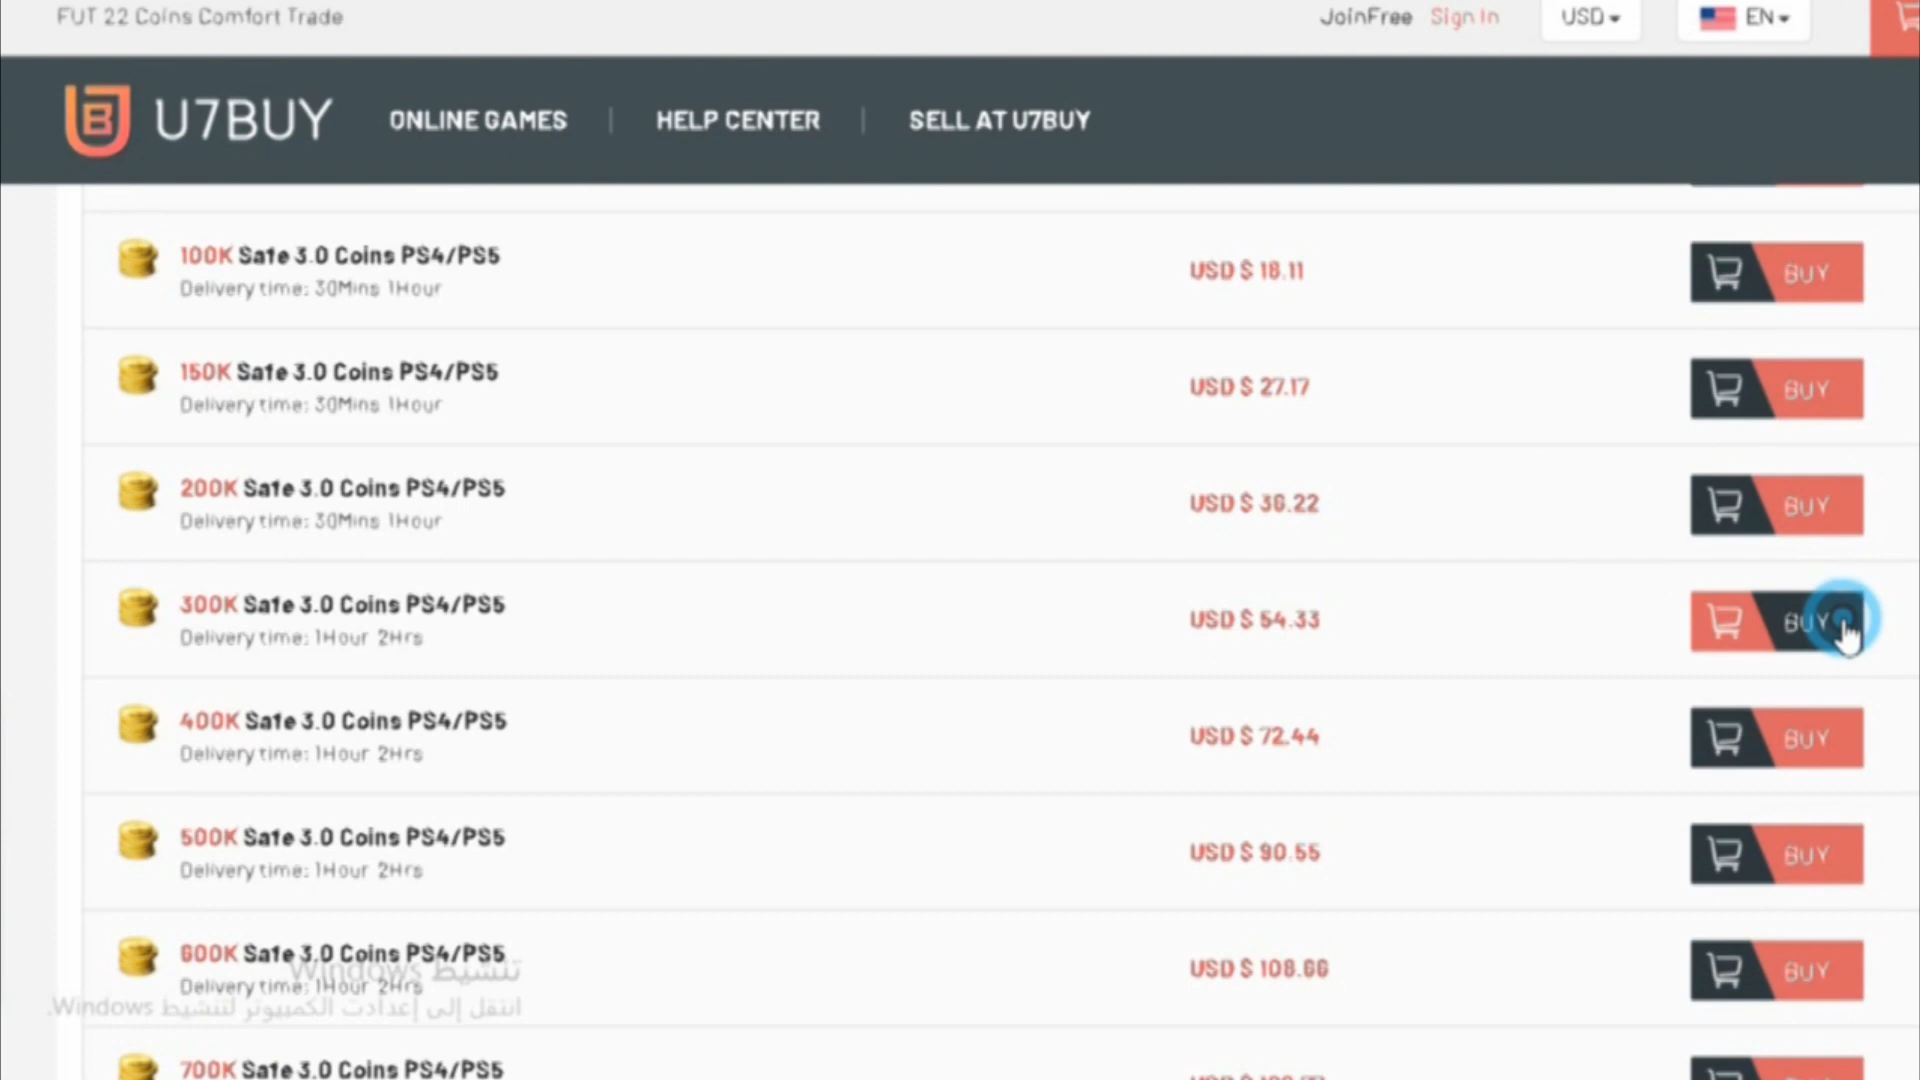 FUT 22 Coins Comfort Trade
JoinFree Sign In USD EN
U7BUY ONLINE GAMES | HELP CENTER | SELL AT U7BUY
100K Safe 3.0 Coins PS4/PS5
Delivery time: 30Mins 1Hour
USD $ 18.11
BUY
150K Safe 3.0 Coins PS4/PS5
Delivery time: 30Mins 1Hour
USD $ 27.17
BUY
200K Safe 3.0 Coins PS4/PS5
Delivery time: 30Mins 1Hour
USD $ 36.22
BUY
300K Safe 3.0 Coins PS4/PS5
Delivery time: 1Hour 2Hrs
USD $ 54.33
BUY
400K Safe 3.0 Coins PS4/PS5
Delivery time: 1Hour 2Hrs
USD $ 72.44
BUY
500K Safe 3.0 Coins PS4/PS5
Delivery time: 1Hour 2Hrs
USD $ 90.55
BUY
600K Safe 3.0 Coins PS4/PS5
Delivery time: 1Hour 2Hrs
USD $ 108.66
BUY
تنشيط Windows
انتقل إلى إعدادات الكمبيوتر لتنشيط Windows.
700K Safe 3.0 Coins PS4/PS5